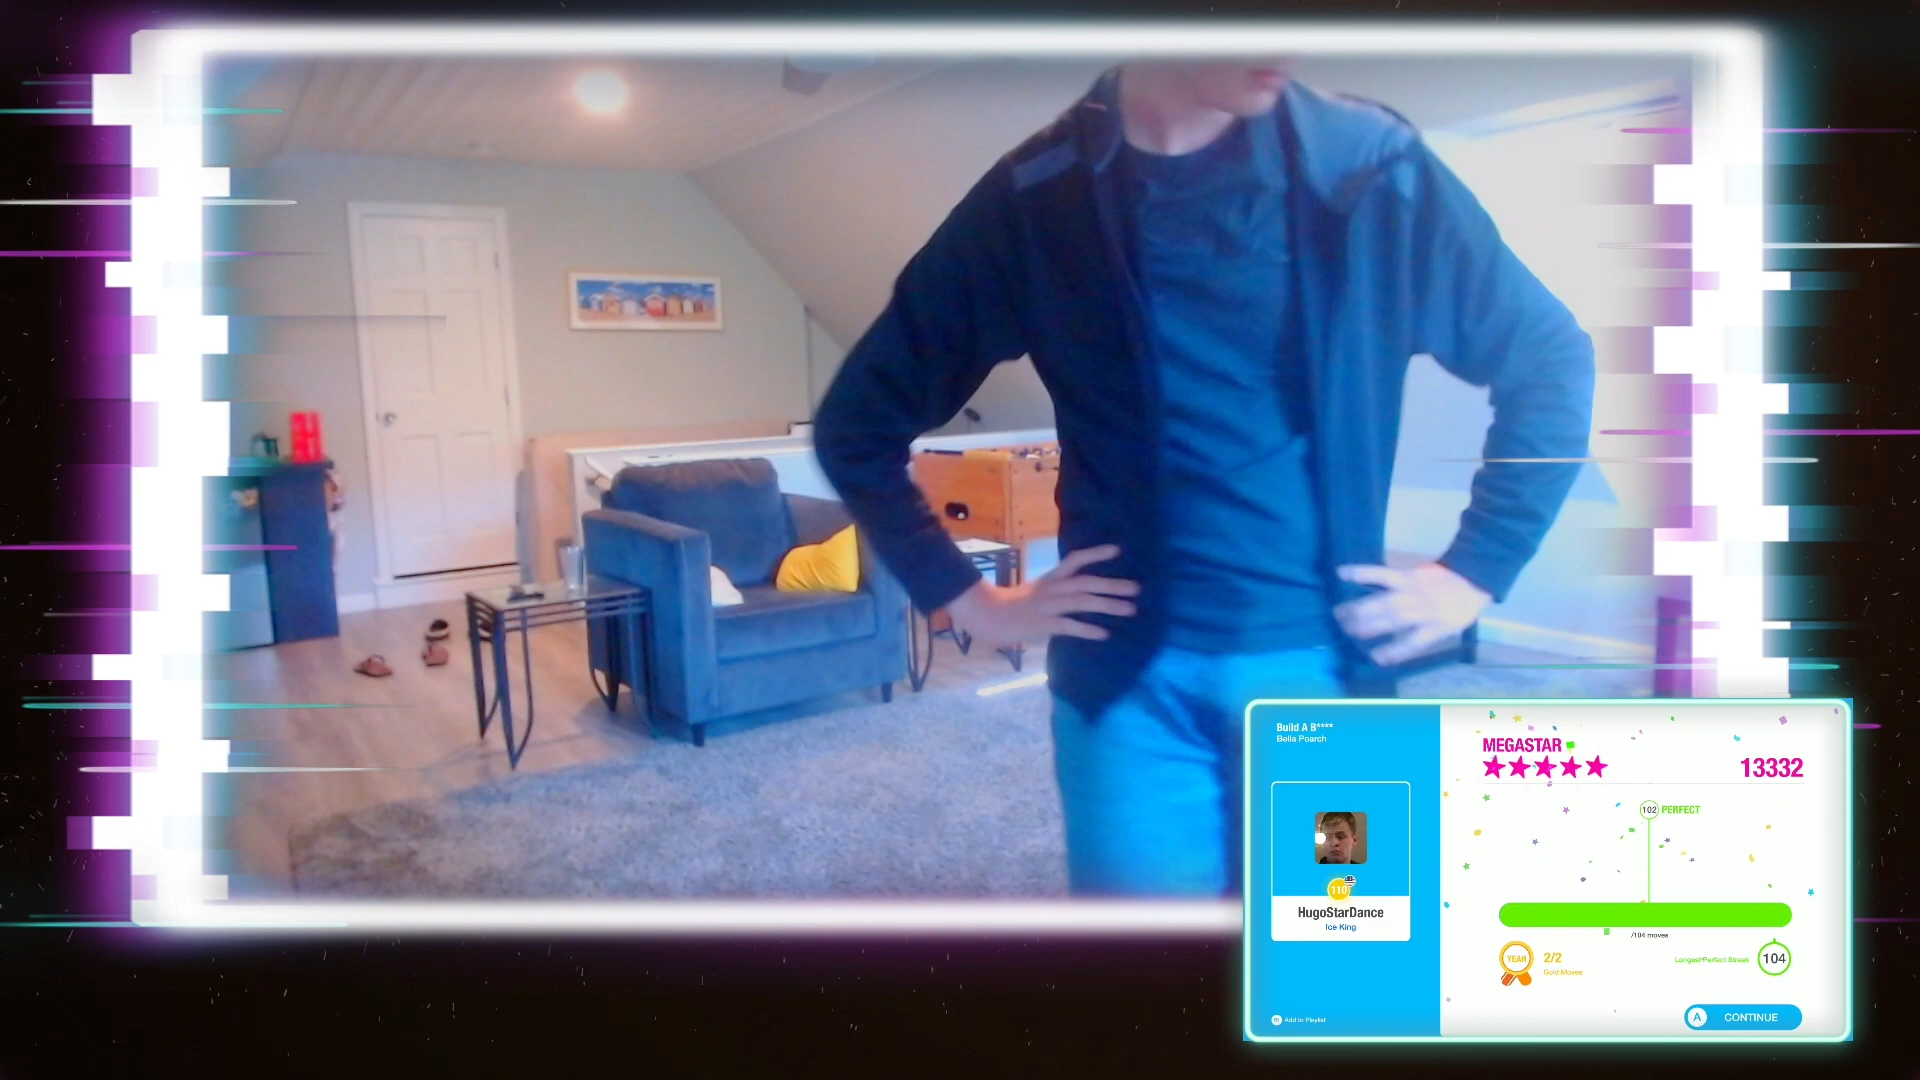 Build A B****
Bella Poarch
MEGASTAR
13332
102 PERFECT
110
HugoStarDance
Ice King
/104 moves
YEAH
2/2
Gold Moves
Longest Perfect Streak
104
Add to Playlist
A CONTINUE